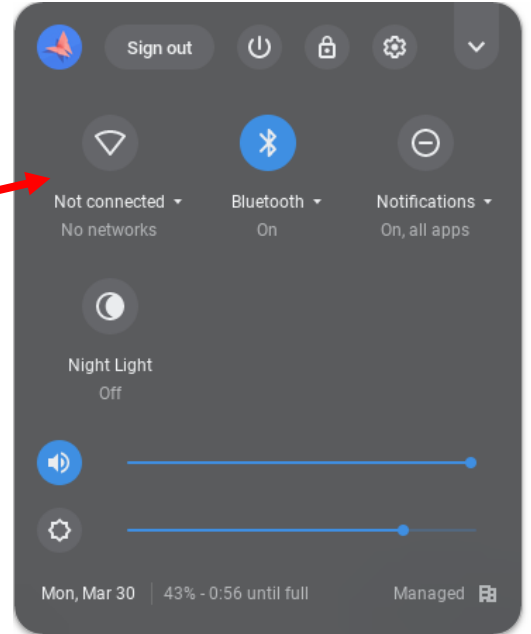 Sign out
Not connected Bluetooth Notifications
No networks On On, all apps
Night Light
Off
Mon, Mar 30 43% - 0:56 until full Managed